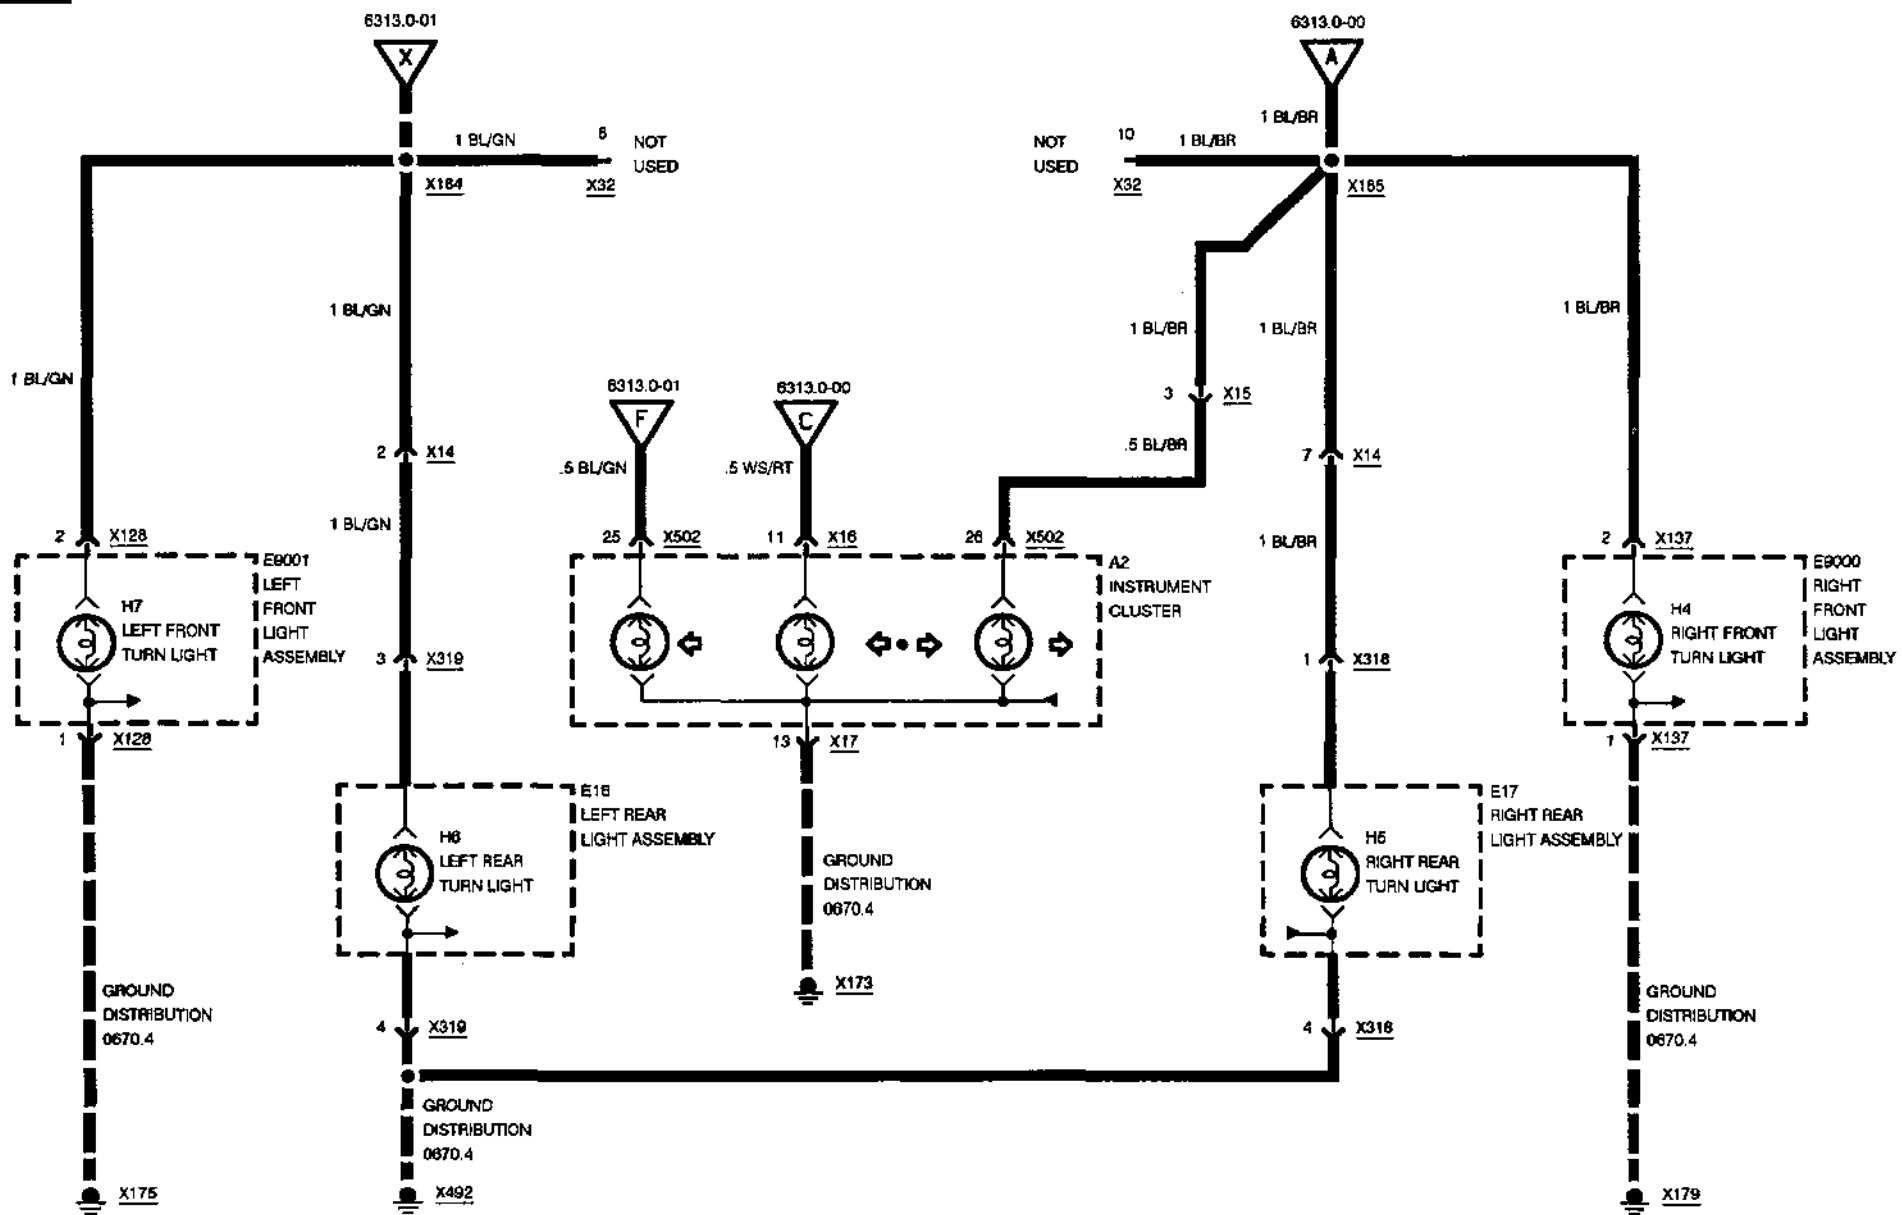 6313.0-01
X
6313.0-00
A
1 BL/BR
1 BL/GN
6
NOT
USED
X164
X32
NOT
USED
10
1 BL/BR
X32
X165
1 BL/GN
1 BL/GN
1 BL/BR
1 BL/BR
1 BL/BR
3
X15
.5 BL/BR
6313.0-01
F
.5 BL/GN
6313.0-00
C
.5 WS/RT
2
X14
1 BL/GN
7
X14
1 BL/BR
2
X128
E9001
LEFT
FRONT
LIGHT
ASSEMBLY
H7
LEFT FRONT
TURN LIGHT
1
X128
3
X319
25
X502
11
X16
26
X502
A2
INSTRUMENT
CLUSTER
13
X17
1
X318
2
X137
E9000
RIGHT
FRONT
LIGHT
ASSEMBLY
H4
RIGHT FRONT
TURN LIGHT
1
X137
E16
LEFT REAR
LIGHT ASSEMBLY
H6
LEFT REAR
TURN LIGHT
GROUND
DISTRIBUTION
0670.4
X173
E17
RIGHT REAR
LIGHT ASSEMBLY
H5
RIGHT REAR
TURN LIGHT
GROUND
DISTRIBUTION
0670.4
4
X319
4
X318
GROUND
DISTRIBUTION
0670.4
GROUND
DISTRIBUTION
0670.4
X175
X492
X179